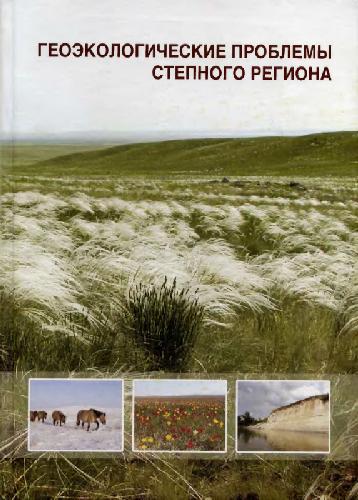 ГЕОЭКОЛОГИЧЕСКИЕ ПРОБЛЕМЫ
СТЕПНОГО РЕГИОНА